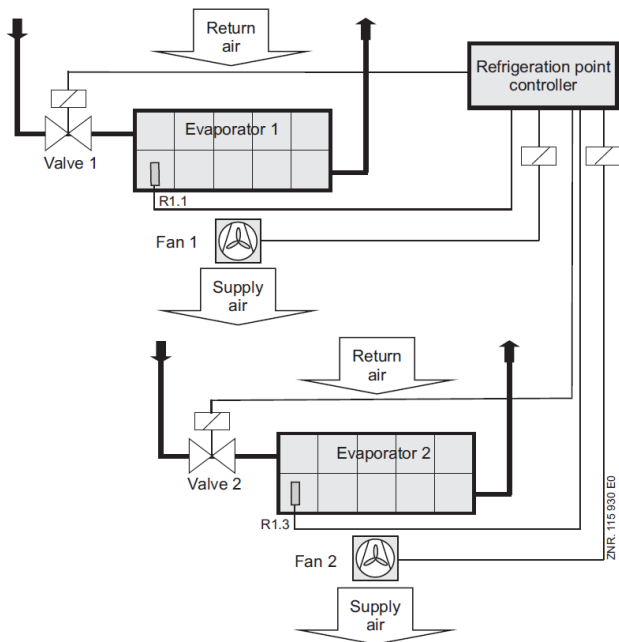 Return
air
Refrigeration point
controller
Evaporator 1
Valve 1
R1.1
Fan 1
Supply
air
Return
air
Evaporator 2
Valve 2
R1.3
Fan 2
ZNR. 115 930 E0
Supply
air